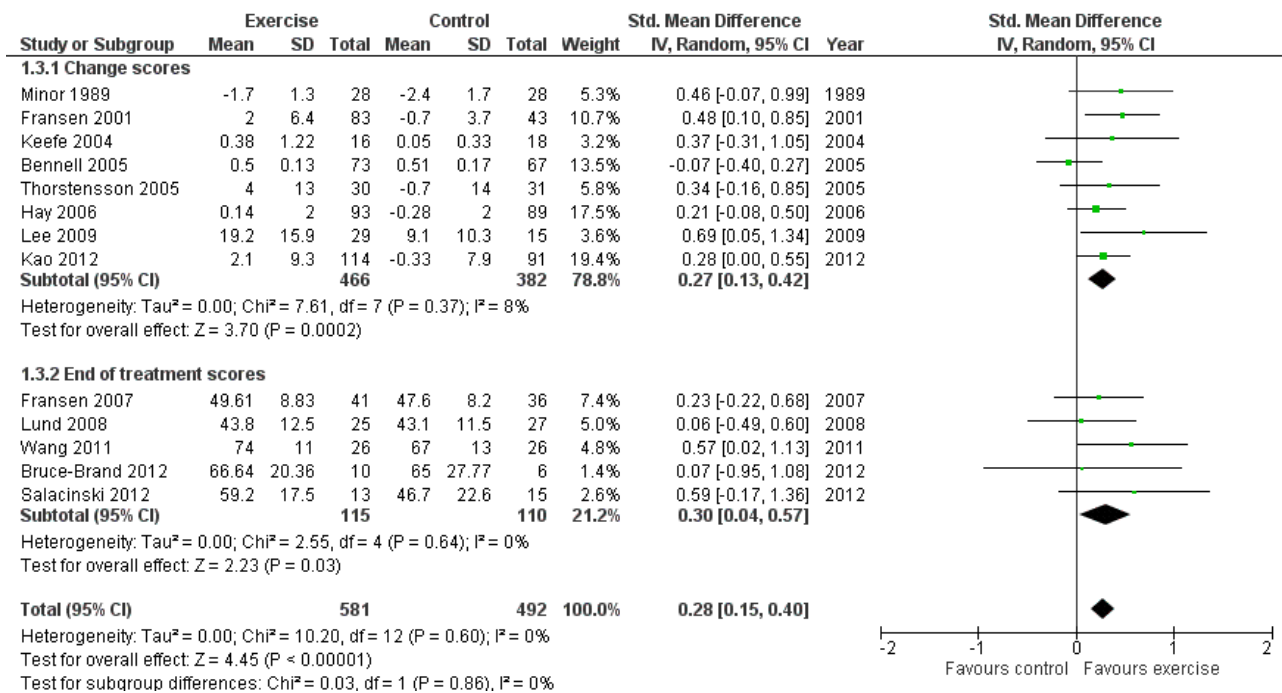 Exercise Control Std. Mean Difference Std. Mean Difference
Study or Subgroup Mean SD Total Mean SD Total Weight IV, Random, 95% CI Year IV, Random, 95% CI
1.3.1 Change scores
Minor 1989 -1.7 1.3 28 -2.4 1.7 28 5.3% 0.46 [-0.07, 0.99] 1989
Fransen 2001 2 6.4 83 -0.7 3.7 43 10.7% 0.48 [0.10, 0.85] 2001
Keefe 2004 0.38 1.22 16 0.05 0.33 18 3.2% 0.37 [-0.31, 1.05] 2004
Bennell 2005 0.5 0.13 73 0.51 0.17 67 13.5% -0.07 [-0.40, 0.27] 2005
Thorstensson 2005 4 13 30 -0.7 14 31 5.8% 0.34 [-0.16, 0.85] 2005
Hay 2006 0.14 2 93 -0.28 2 89 17.5% 0.21 [-0.08, 0.50] 2006
Lee 2009 19.2 15.9 29 9.1 10.3 15 3.6% 0.69 [0.05, 1.34] 2009
Kao 2012 2.1 9.3 114 -0.33 7.9 91 19.4% 0.28 [0.00, 0.55] 2012
Subtotal (95% CI) 466 382 78.8% 0.27 [0.13, 0.42]
Heterogeneity: Tau² = 0.00; Chi² = 7.61, df = 7 (P = 0.37); I² = 8%
Test for overall effect: Z = 3.70 (P = 0.0002)
1.3.2 End of treatment scores
Fransen 2007 49.61 8.83 41 47.6 8.2 36 7.4% 0.23 [-0.22, 0.68] 2007
Lund 2008 43.8 12.5 25 43.1 11.5 27 5.0% 0.06 [-0.49, 0.60] 2008
Wang 2011 74 11 26 67 13 26 4.8% 0.57 [0.02, 1.13] 2011
Bruce-Brand 2012 66.64 20.36 10 65 27.77 6 1.4% 0.07 [-0.95, 1.08] 2012
Salacinski 2012 59.2 17.5 13 46.7 22.6 15 2.6% 0.59 [-0.17, 1.36] 2012
Subtotal (95% CI) 115 110 21.2% 0.30 [0.04, 0.57]
Heterogeneity: Tau² = 0.00; Chi² = 2.55, df = 4 (P = 0.64); I² = 0%
Test for overall effect: Z = 2.23 (P = 0.03)
Total (95% CI) 581 492 100.0% 0.28 [0.15, 0.40]
Heterogeneity: Tau² = 0.00; Chi² = 10.20, df = 12 (P = 0.60); I² = 0%
Test for overall effect: Z = 4.45 (P < 0.00001)
Test for subgroup differences: Chi² = 0.03, df = 1 (P = 0.86), I² = 0%
-2 -1 0 1 2
Favours control Favours exercise